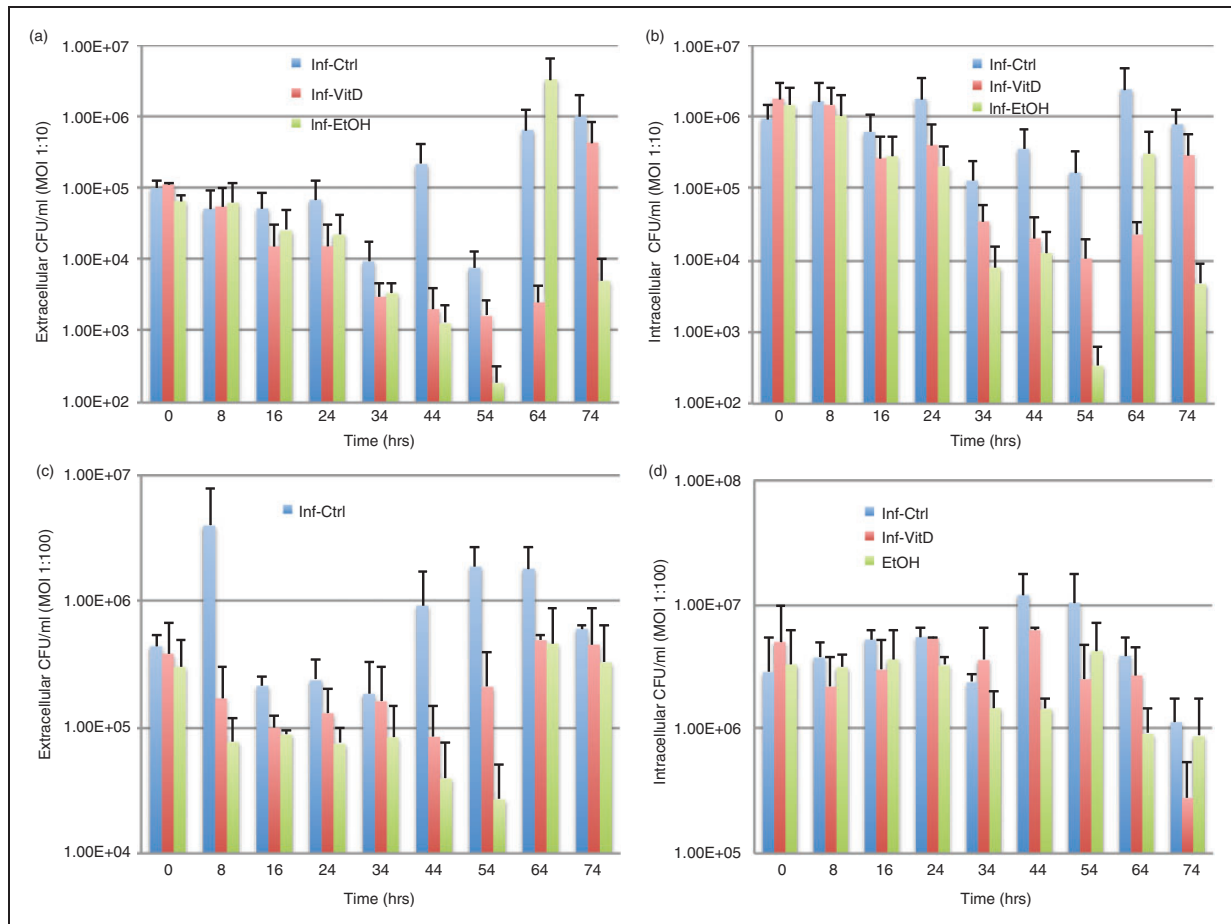 (a)
1.00E+07
1.00E+06
1.00E+05
1.00E+04
1.00E+03
1.00E+02
Extracellular CFU/ml (MOI 1:10)
Inf-Ctrl
Inf-VitD
Inf-EtOH
0 8 16 24 34 44 54 64 74
Time (hrs)
(b)
1.00E+07
1.00E+06
1.00E+05
1.00E+04
1.00E+03
1.00E+02
Intracellular CFU/ml (MOI 1:10)
Inf-Ctrl
Inf-VitD
Inf-EtOH
0 8 16 24 34 44 54 64 74
Time (hrs)
(c)
1.00E+07
1.00E+06
1.00E+05
1.00E+04
Extracellular CFU/ml (MOI 1:100)
Inf-Ctrl
0 8 16 24 34 44 54 64 74
Time (hrs)
(d)
1.00E+08
1.00E+07
1.00E+06
1.00E+05
Intracellular CFU/ml (MOI 1:100)
Inf-Ctrl
Inf-VitD
EtOH
0 8 16 24 34 44 54 64 74
Time (hrs)